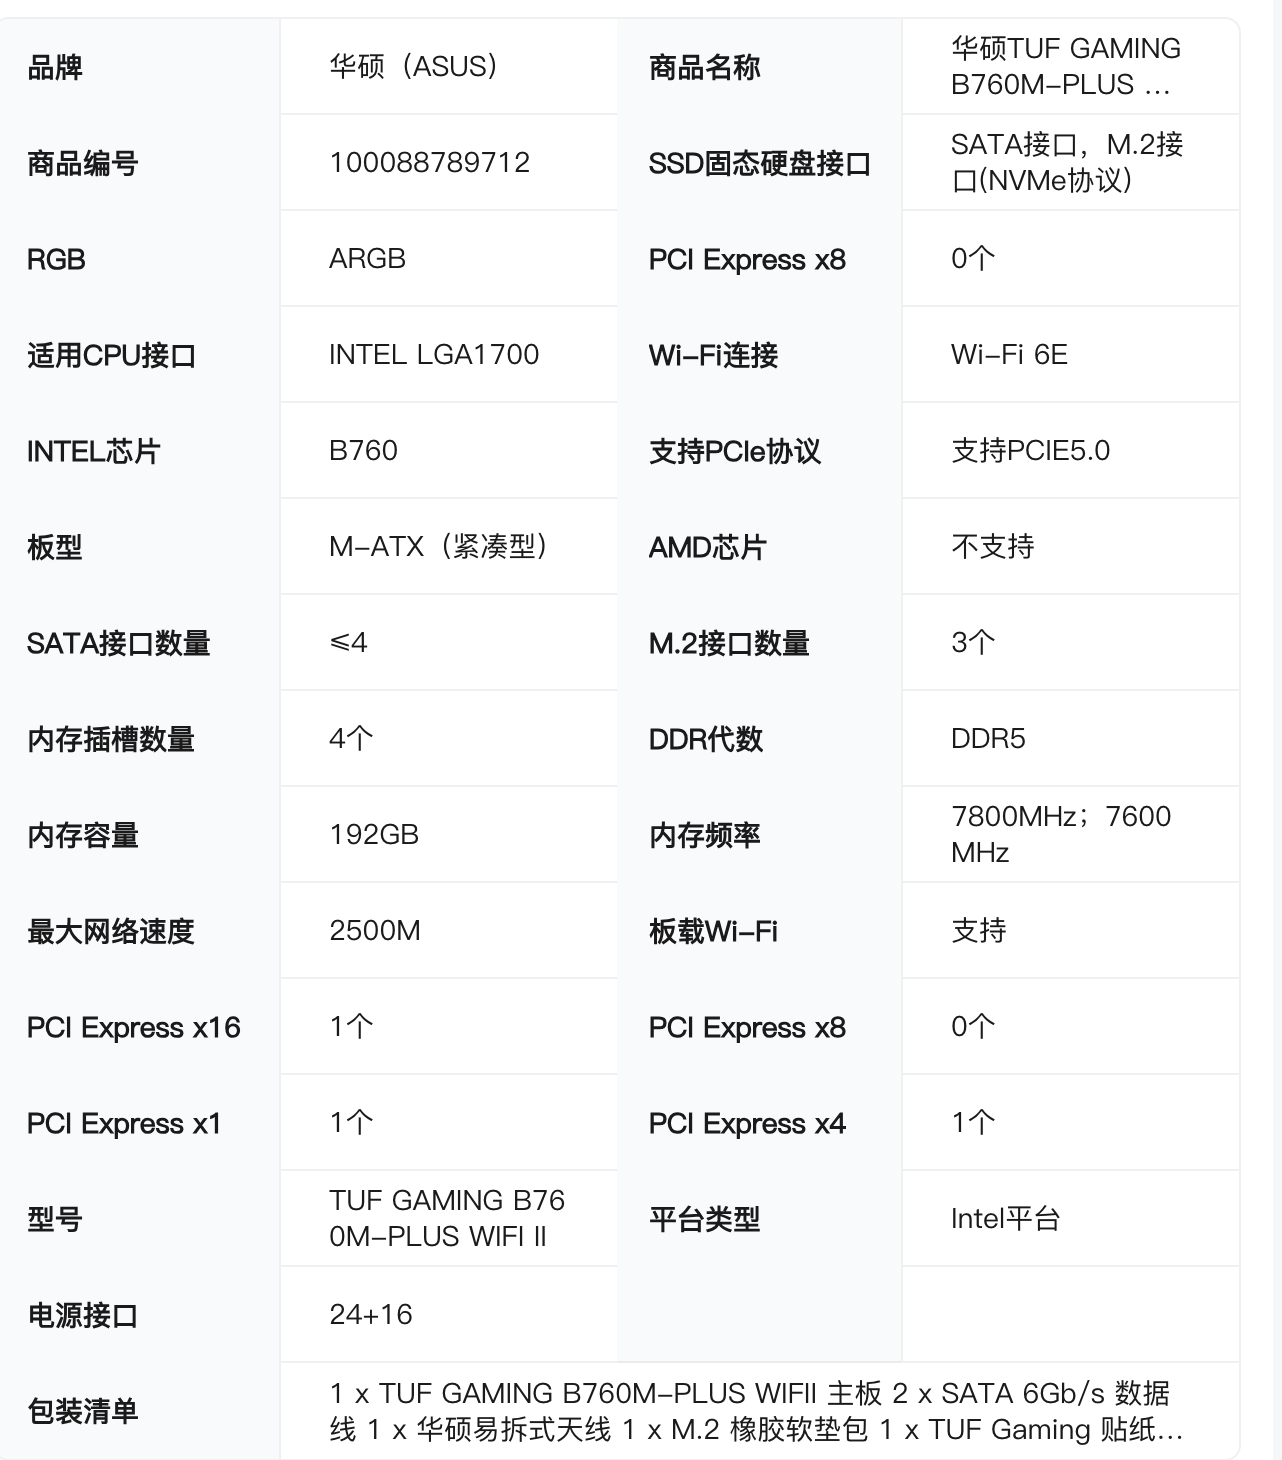 品牌
华硕（ASUS）
商品名称
华硕TUF GAMING
B760M-PLUS ...
商品编号
100088789712
SSD固态硬盘接口
SATA接口，M.2接
口(NVMe协议)
RGB
ARGB
PCI Express x8
0个
适用CPU接口
INTEL LGA1700
Wi-Fi连接
Wi-Fi 6E
INTEL芯片
B760
支持PCIe协议
支持PCIE5.0
板型
M-ATX（紧凑型）
AMD芯片
不支持
SATA接口数量
≤4
M.2接口数量
3个
内存插槽数量
4个
DDR代数
DDR5
内存容量
192GB
内存频率
7800MHz；7600
MHz
最大网络速度
2500M
板载Wi-Fi
支持
PCI Express x16
1个
PCI Express x8
0个
PCI Express x1
1个
PCI Express x4
1个
型号
TUF GAMING B76
0M-PLUS WIFI II
平台类型
Intel平台
电源接口
24+16
包装清单
1 x TUF GAMING B760M-PLUS WIFII 主板 2 x SATA 6Gb/s 数据
线 1 x 华硕易拆式天线 1 x M.2 橡胶软垫包 1 x TUF Gaming 贴纸...